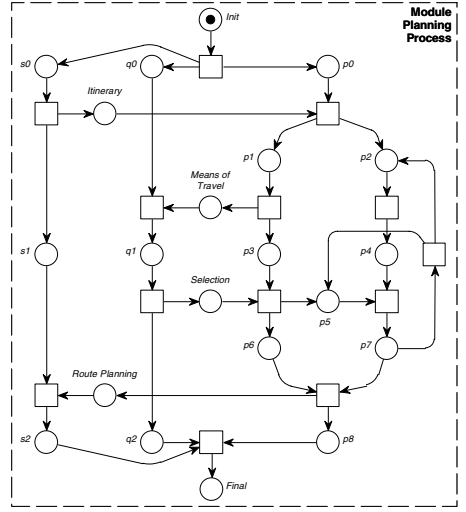 Module
Planning
Process
Init
s0
q0
p0
Itinerary
p1
p2
Means of
Travel
s1
q1
p3
p4
Selection
p5
p6
p7
Route Planning
s2
q2
p8
Final